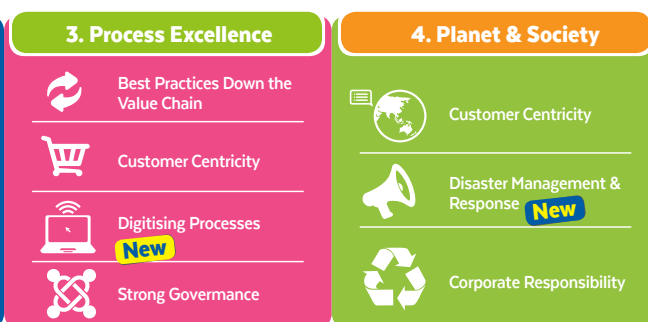 3. Process Excellence
Best Practices Down the
Value Chain
Customer Centricity
Digitising Processes
New
Strong Governance
4. Planet & Society
Customer Centricity
Disaster Management &
Response New
Corporate Responsibility